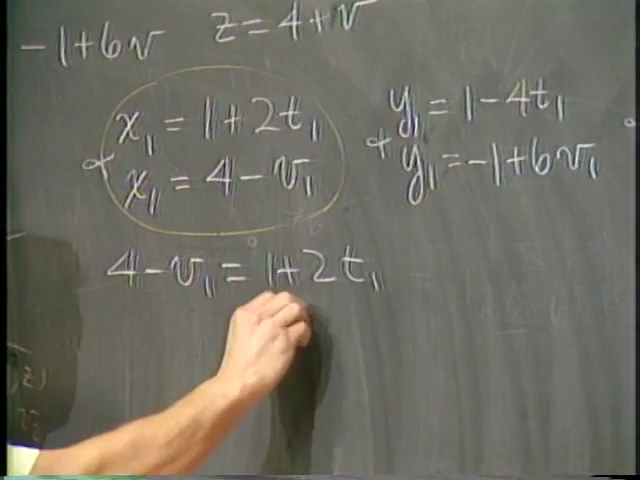 -1+6v z=4+v
x₁ = 1+2t₁
& x₁ = 4-v₁
y₁ = 1-4t₁
& y₁ = -1+6v₁
4-v₁ = 1+2t₁
,z)